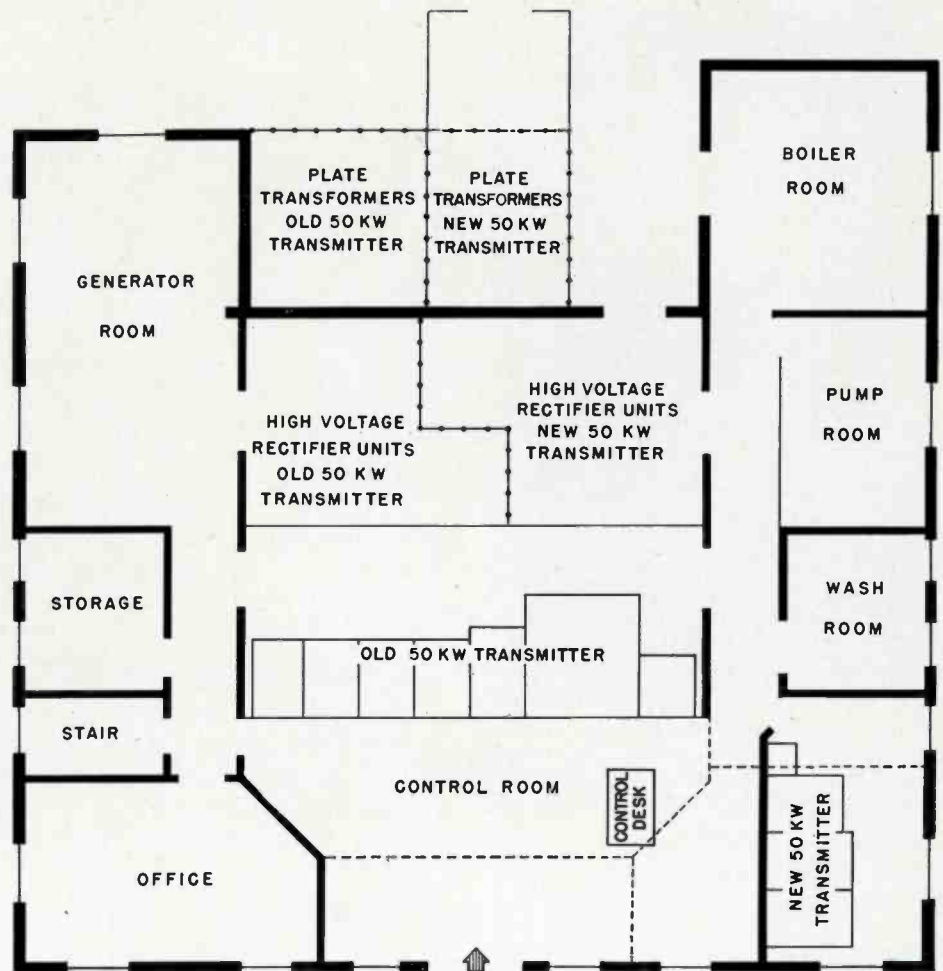 PLATE
TRANSFORMERS
OLD 50 KW
TRANSMITTER
PLATE
TRANSFORMERS
NEW 50 KW
TRANSMITTER
BOILER
ROOM
GENERATOR
ROOM
HIGH VOLTAGE
RECTIFIER UNITS
OLD 50 KW
TRANSMITTER
HIGH VOLTAGE
RECTIFIER UNITS
NEW 50 KW
TRANSMITTER
PUMP
ROOM
STORAGE
WASH
ROOM
OLD 50 KW TRANSMITTER
STAIR
CONTROL ROOM
CONTROL
DESK
NEW 50 KW
TRANSMITTER
OFFICE